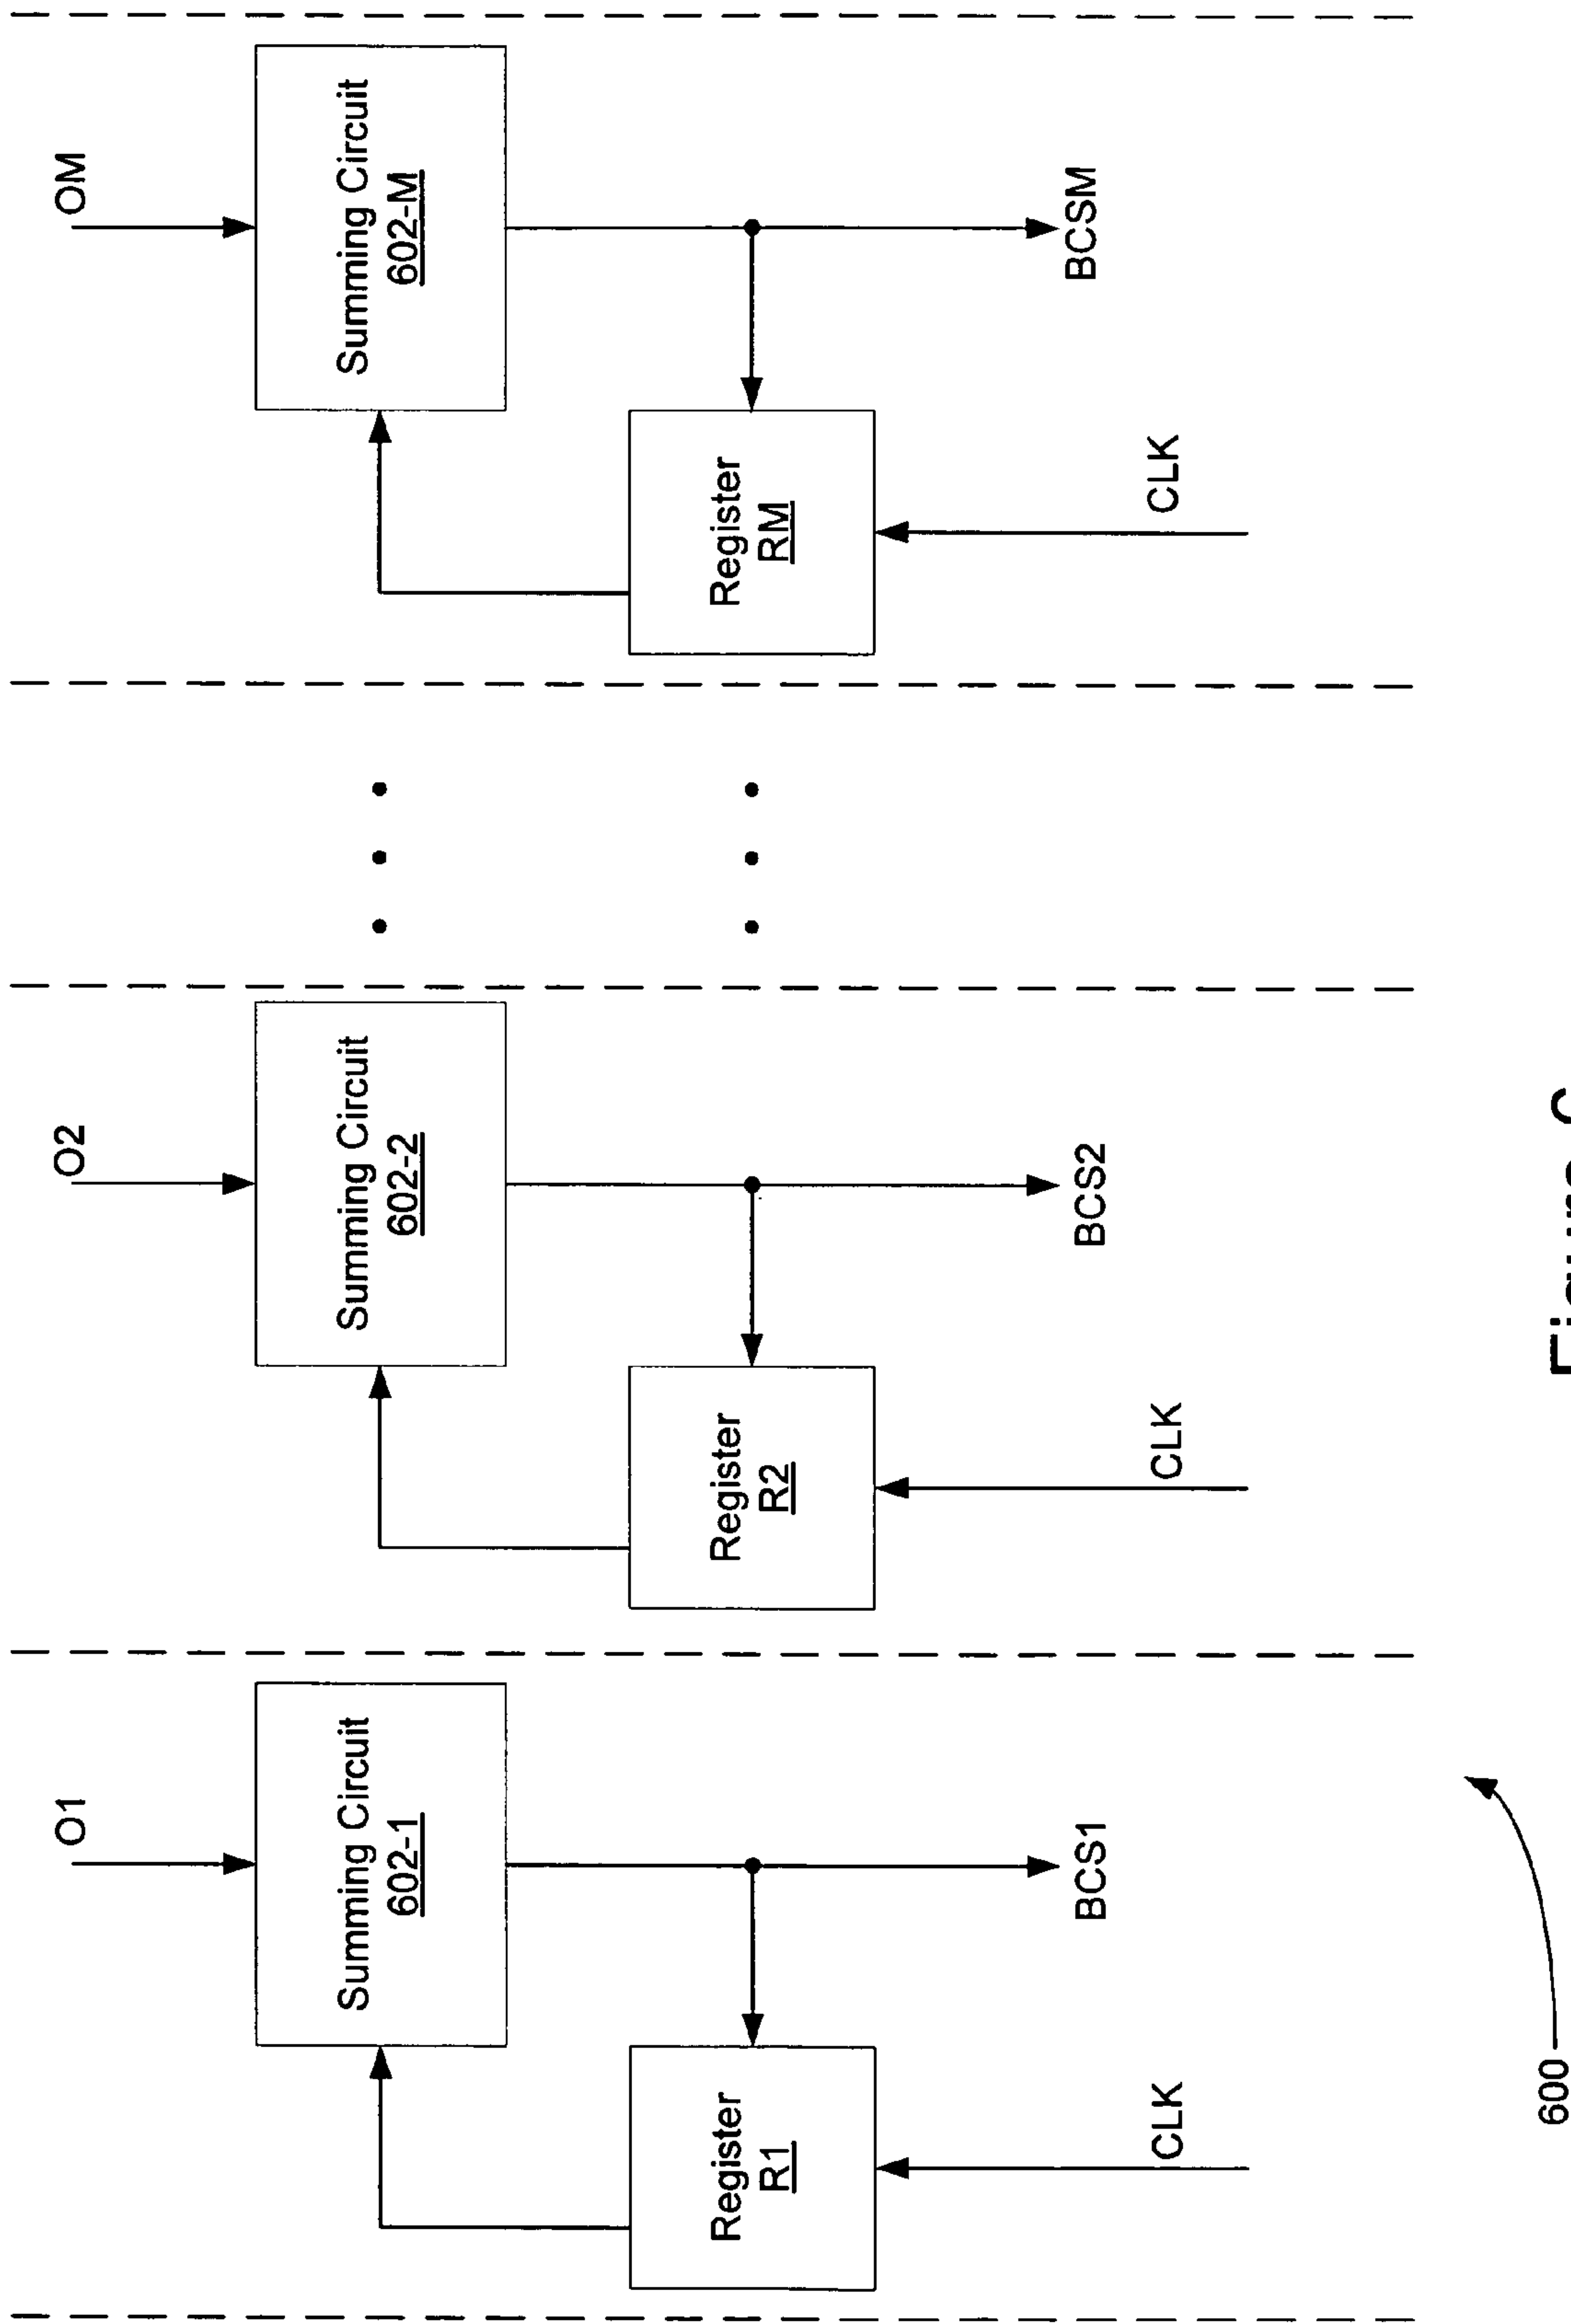 O1
O2
OM
Summing Circuit
602-1
Summing Circuit
602-2
Summing Circuit
602-M
Register
R1
Register
R2
Register
RM
BCS1
BCS2
BCSM
CLK
CLK
CLK
600
Figure